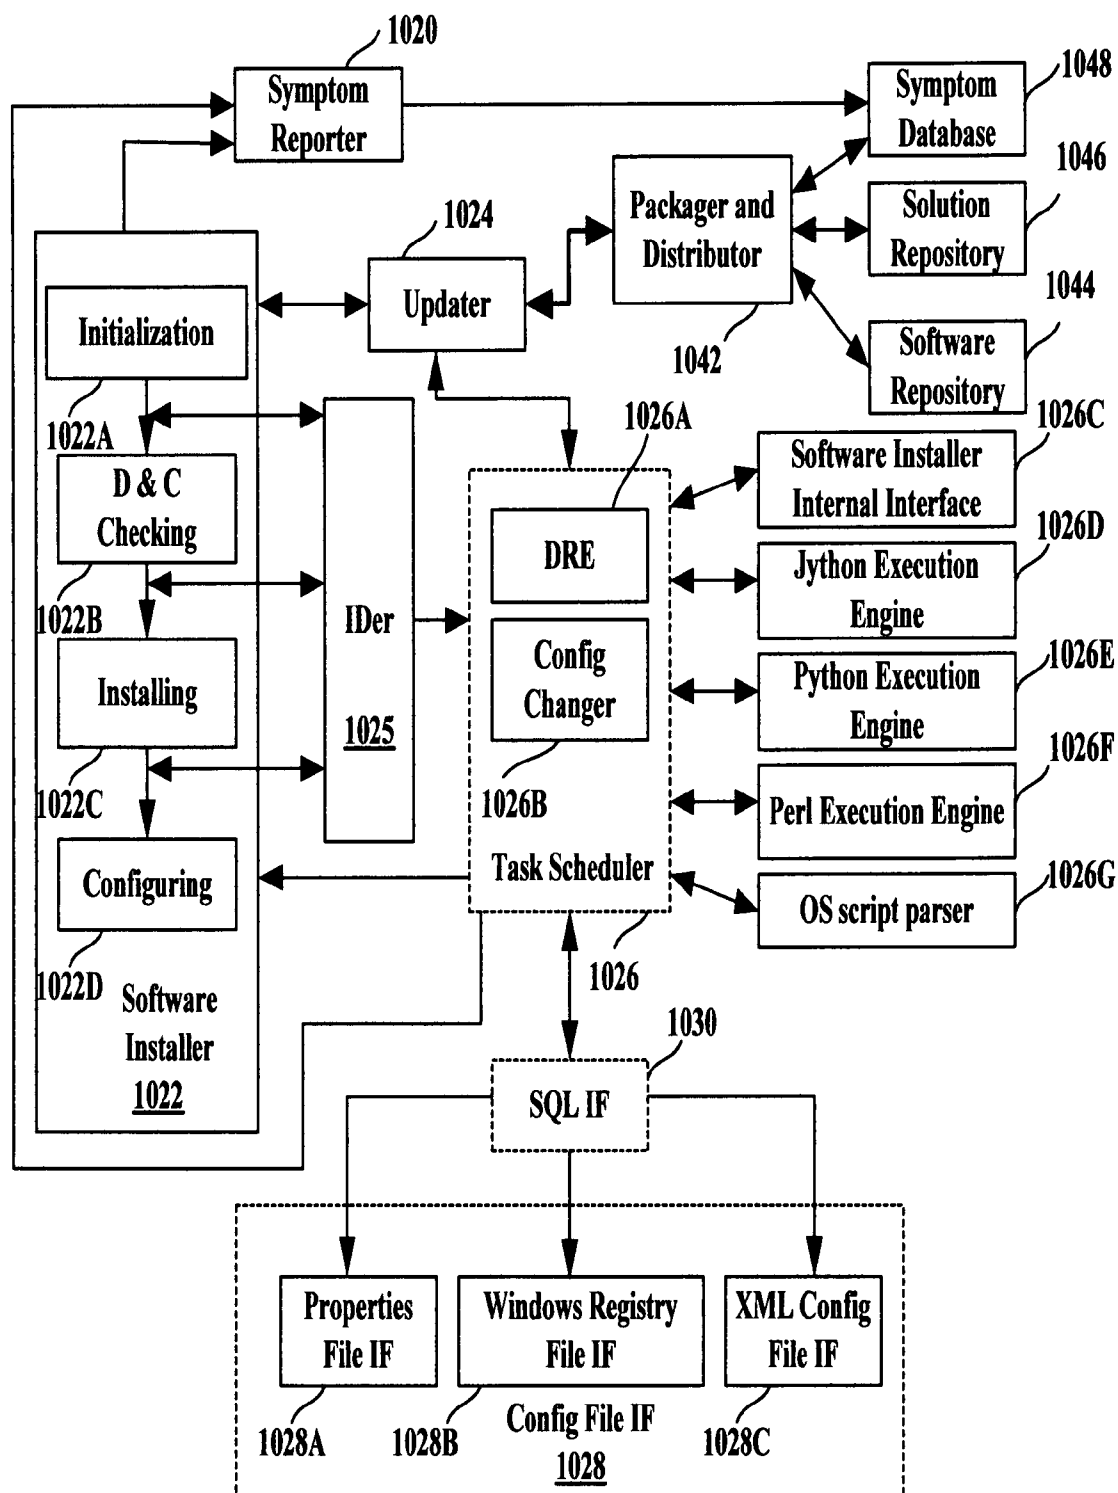 1020
Symptom
Reporter
1048
Symptom
Database
1046
Solution
Repository
1044
Software
Repository
Packager and
Distributor
1042
1024
Updater
Initialization
1022A
D & C
Checking
1022B
Installing
1022C
Configuring
1022D
Software
Installer
1022
IDer
1025
1026A
DRE
Config
Changer
1026B
Task Scheduler
1026
1026C
Software Installer
Internal Interface
1026D
Jython Execution
Engine
1026E
Python Execution
Engine
1026F
Perl Execution Engine
1026G
OS script parser
1030
SQL IF
Properties
File IF
1028A
Windows Registry
File IF
1028B
XML Config
File IF
1028C
Config File IF
1028